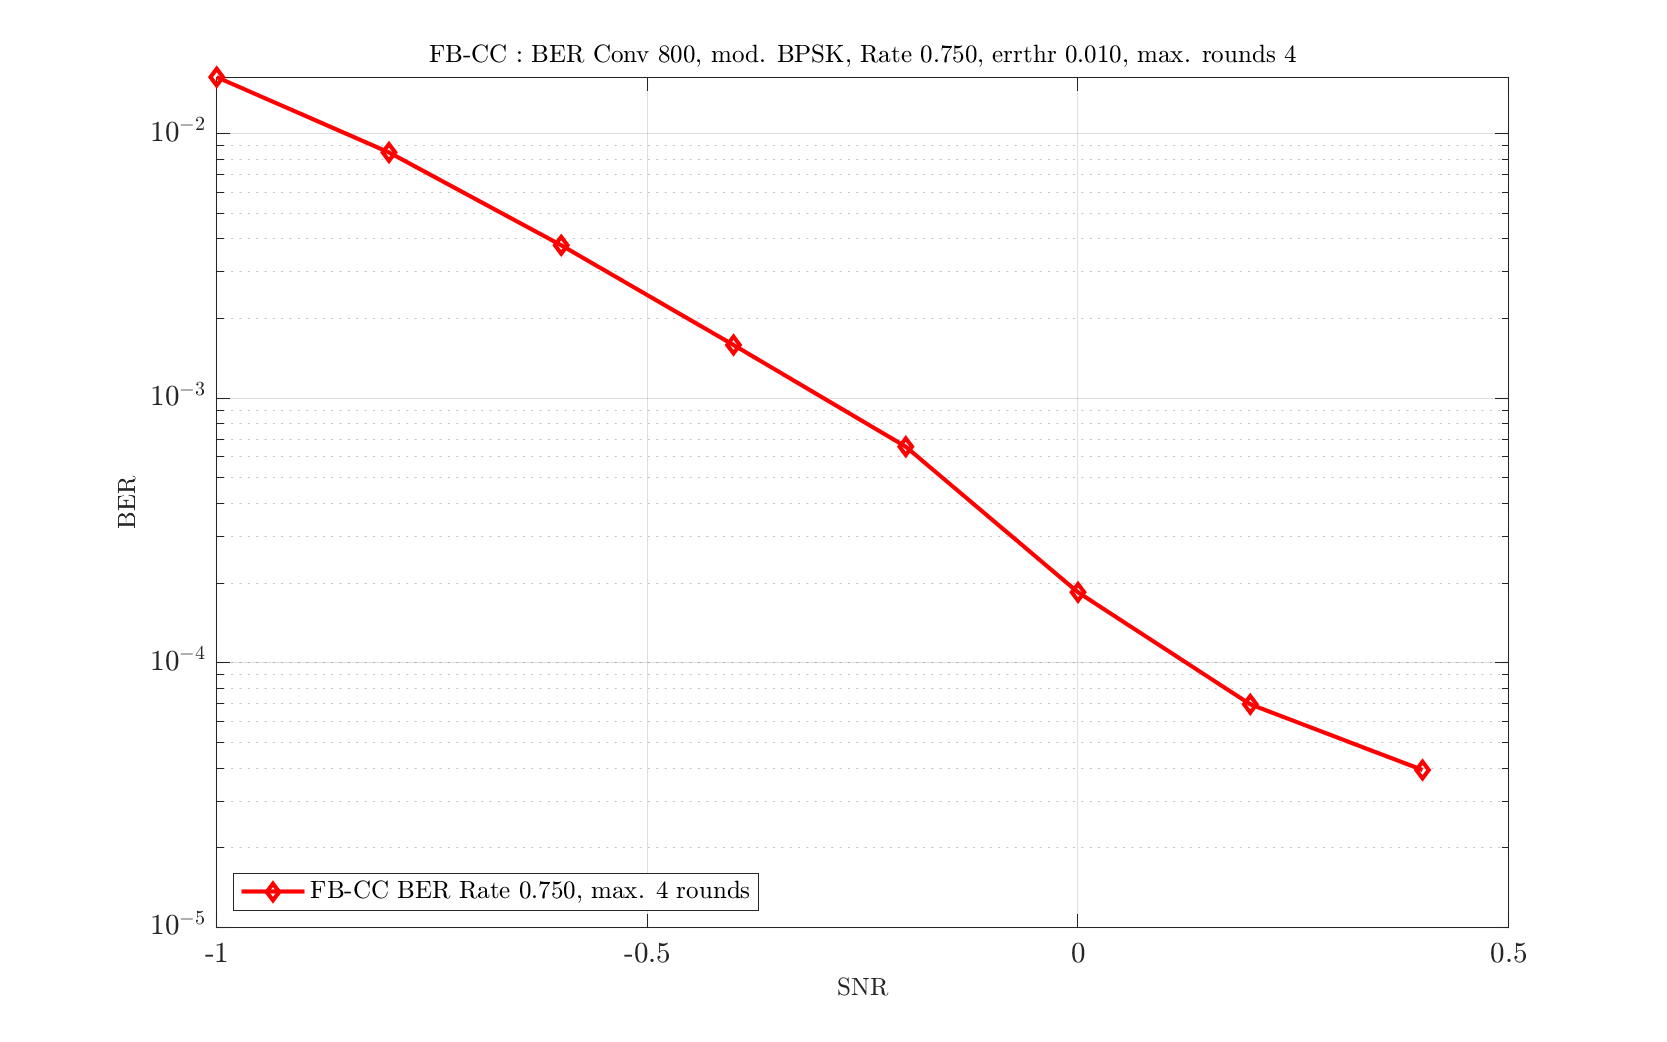 FB-CC : BER Conv 800, mod. BPSK, Rate 0.750, errthr 0.010, max. rounds 4
10⁻²
10⁻³
BER
10⁻⁴
FB-CC BER Rate 0.750, max. 4 rounds
10⁻⁵
-1 -0.5 0 0.5
SNR